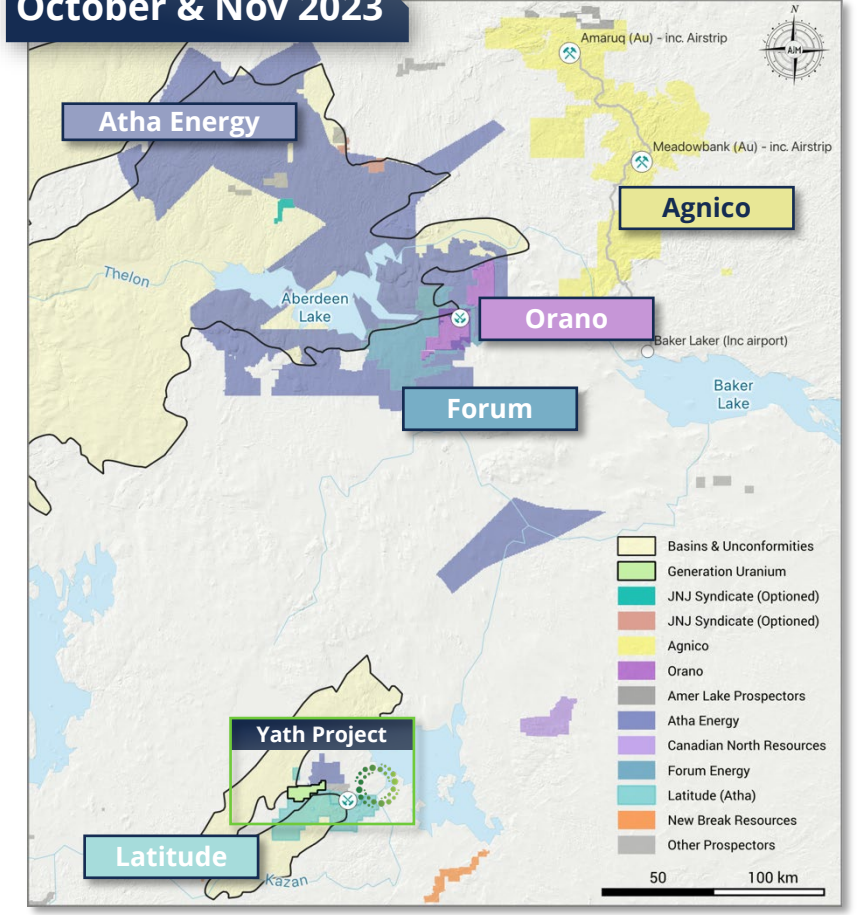 October & Nov 2023
N
AJM
Amaruq (Au) - inc. Airstrip
Atha Energy
Meadowbank (Au) - inc. Airstrip
Agnico
Thelon
Aberdeen
Lake
Orano
Baker Laker (Inc airport)
Baker
Lake
Forum
Basins & Unconformities
Generation Uranium
JNJ Syndicate (Optioned)
JNJ Syndicate (Optioned)
Agnico
Orano
Amer Lake Prospectors
Atha Energy
Canadian North Resources
Forum Energy
Latitude (Atha)
New Break Resources
Other Prospectors
50 100 km
Yath Project
Latitude
Kazan